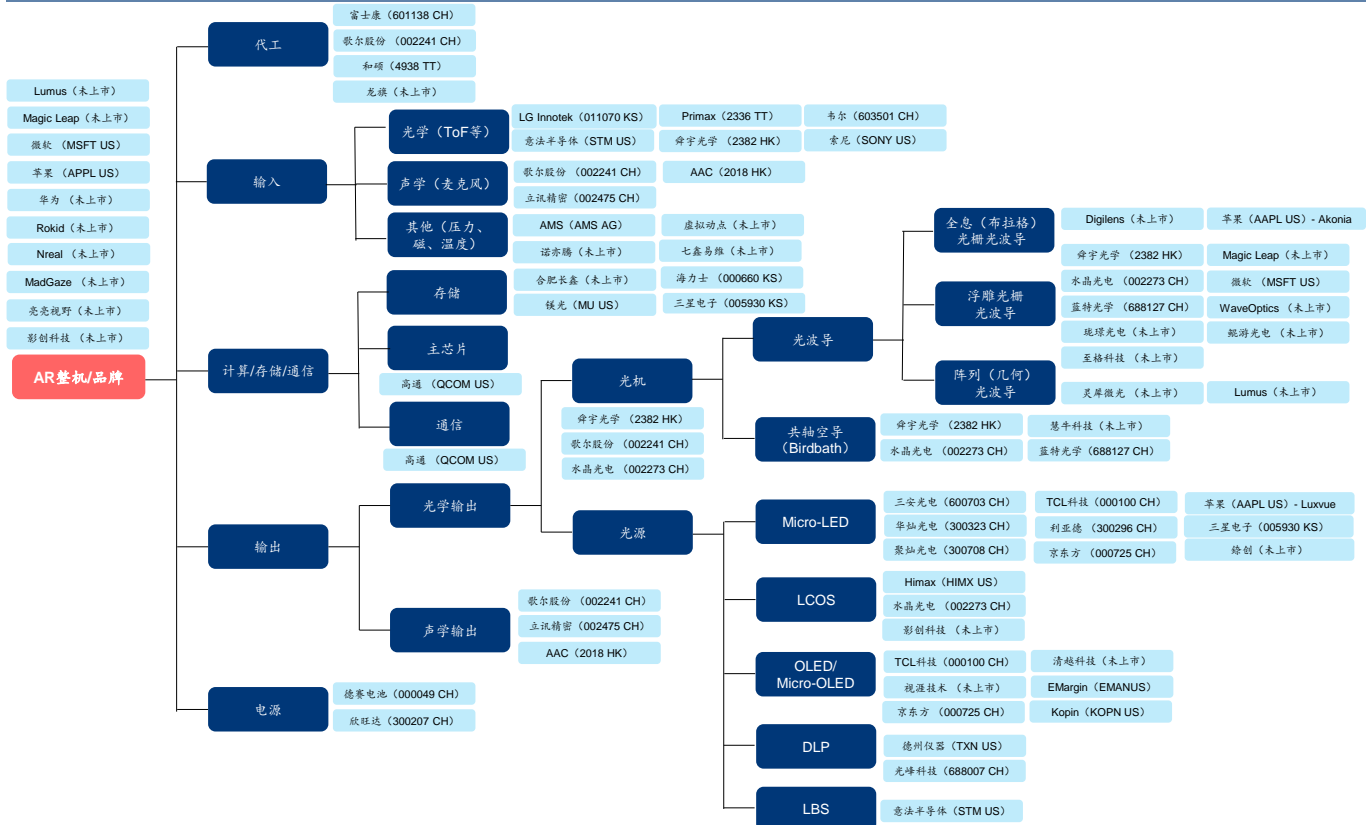 Lumus（未上市）
Magic Leap（未上市）
微软（MSFT US）
苹果（APPL US）
华为（未上市）
Rokid（未上市）
Nreal（未上市）
MadGaze（未上市）
亮亮视野（未上市）
影创科技（未上市）
AR整机/品牌
代工
富士康（601138 CH）
歌尔股份（002241 CH）
和硕（4938 TT）
龙旗（未上市）
输入
光学（ToF等）
LG Innotek（011070 KS）
Primax（2336 TT）
韦尔（603501 CH）
意法半导体（STM US）
舜宇光学（2382 HK）
索尼（SONY US）
声学（麦克风）
歌尔股份（002241 CH）
AAC（2018 HK）
立讯精密（002475 CH）
其他（压力、
磁、温度）
AMS（AMS AG）
虚拟动点（未上市）
诺亦腾（未上市）
七鑫易维（未上市）
计算/存储/通信
存储
合肥长鑫（未上市）
海力士（000660 KS）
镁光（MU US）
三星电子（005930 KS）
主芯片
高通（QCOM US）
通信
高通（QCOM US）
输出
光学输出
光机
舜宇光学（2382 HK）
歌尔股份（002241 CH）
水晶光电（002273 CH）
光波导
全息（布拉格）
光栅光波导
Digilens（未上市）
苹果（AAPL US）- Akonia
浮雕光栅
光波导
舜宇光学（2382 HK）
Magic Leap（未上市）
水晶光电（002273 CH）
微软（MSFT US）
蓝特光学（688127 CH）
WaveOptics（未上市）
珑璟光电（未上市）
鲲游光电（未上市）
至格科技（未上市）
阵列（几何）
光波导
灵犀微光（未上市）
Lumus（未上市）
共轴空导
（Birdbath）
舜宇光学（2382 HK）
慧牛科技（未上市）
水晶光电（002273 CH）
蓝特光学（688127 CH）
光源
Micro-LED
三安光电（600703 CH）
TCL科技（000100 CH）
苹果（AAPL US）- Luxvue
华灿光电（300323 CH）
利亚德（300296 CH）
三星电子（005930 KS）
聚灿光电（300708 CH）
京东方（000725 CH）
錼创（未上市）
LCOS
Himax（HIMX US）
水晶光电（002273 CH）
影创科技（未上市）
OLED/
Micro-OLED
TCL科技（000100 CH）
清越科技（未上市）
视涯技术（未上市）
EMargin（EMANUS）
京东方（000725 CH）
Kopin（KOPN US）
DLP
德州仪器（TXN US）
光峰科技（688007 CH）
LBS
意法半导体（STM US）
声学输出
歌尔股份（002241 CH）
立讯精密（002475 CH）
AAC（2018 HK）
电源
德赛电池（000049 CH）
欣旺达（300207 CH）